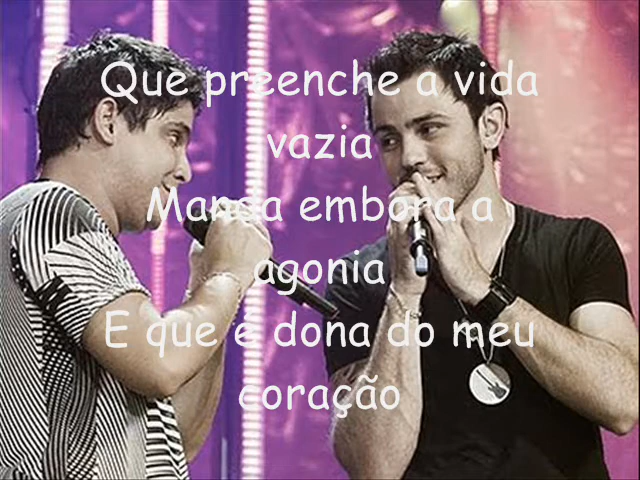 Que preenche a vida
vazia
Manda embora a
agonia
E que é dona do meu
coração